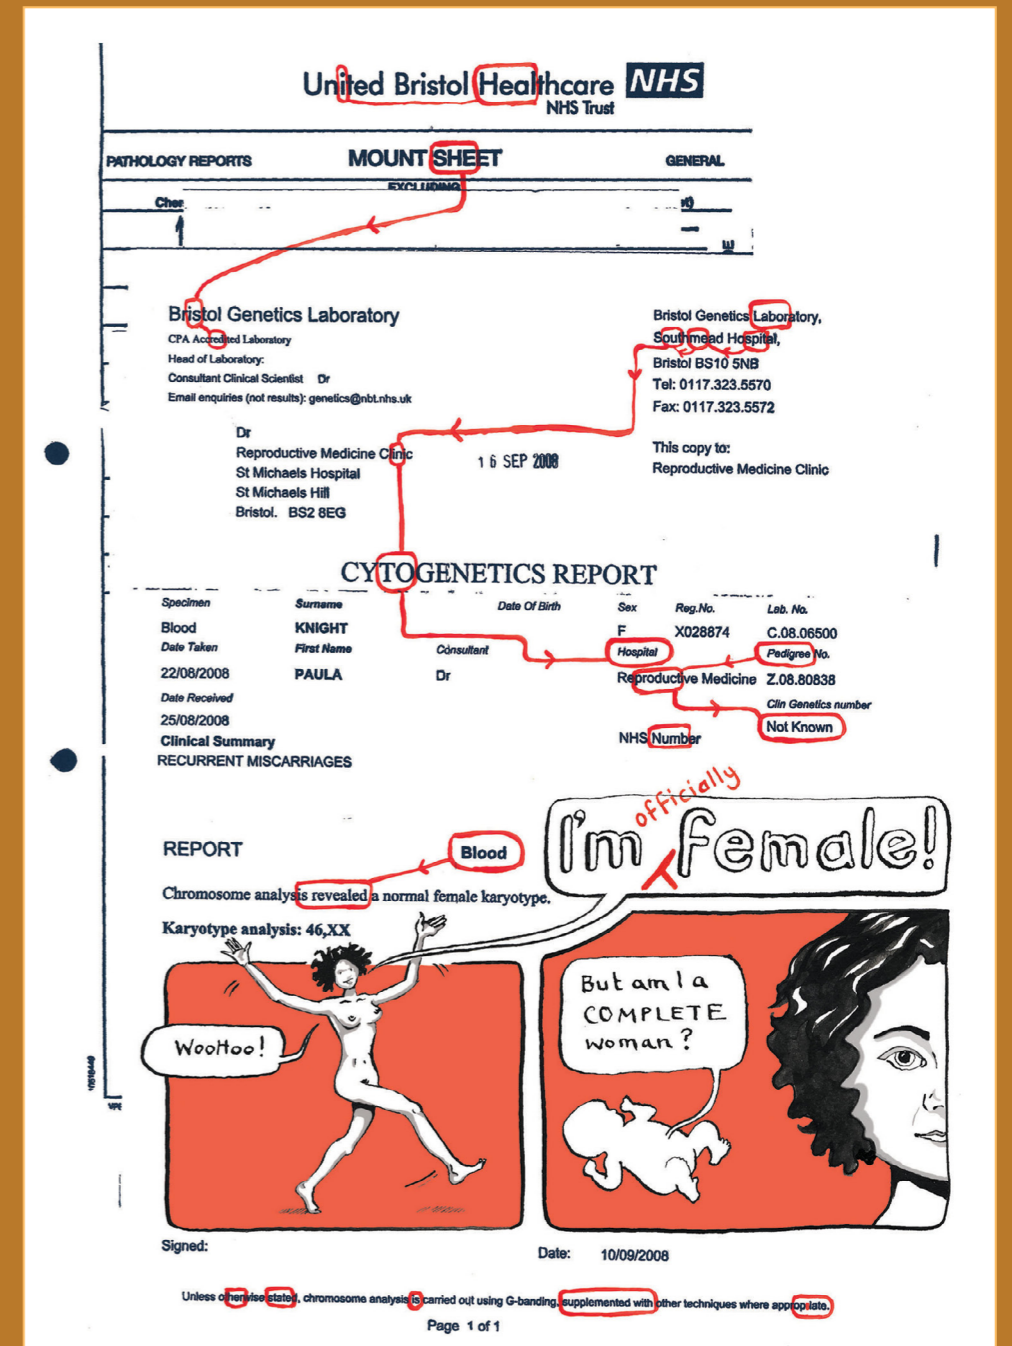 United Bristol Healthcare NHS
NHS Trust
PATHOLOGY REPORTS MOUNT SHEET GENERAL
EXCLUDING
Bristol Genetics Laboratory
CPA Accredited Laboratory
Head of Laboratory:
Consultant Clinical Scientist Dr
Email enquiries (not results): genetics@nbt.nhs.uk
Bristol Genetics Laboratory,
Southmead Hospital,
Bristol BS10 5NB
Tel: 0117.323.5570
Fax: 0117.323.5572
Dr
Reproductive Medicine Clinic
St Michaels Hospital
St Michaels Hill
Bristol. BS2 8EG
16 SEP 2008
This copy to:
Reproductive Medicine Clinic
CYTOGENETICS REPORT
Specimen Surname Date Of Birth Sex Reg.No. Lab. No.
Blood KNIGHT F X028874 C.08.06500
Date Taken First Name Consultant Hospital Pedigree No.
22/08/2008 PAULA Dr Reproductive Medicine Z.08.80838
Date Received Clin Genetics number
25/08/2008 Not Known
Clinical Summary NHS Number
RECURRENT MISCARRIAGES
officially
I'm female!
REPORT Blood
Chromosome analysis revealed a normal female karyotype.
Karyotype analysis: 46,XX
WooHoo!
But am I a
COMPLETE
woman?
Signed:
Date: 10/09/2008
Unless otherwise stated, chromosome analysis is carried out using G-banding, supplemented with other techniques where appropiate.
Page 1 of 1